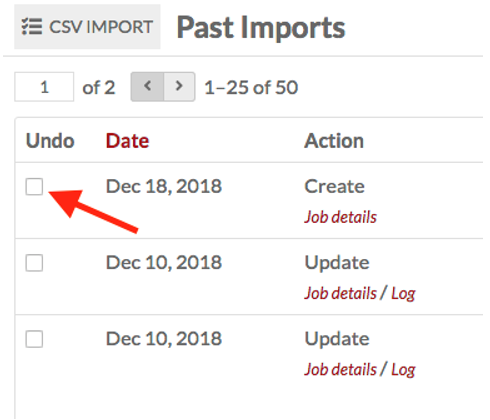 CSV IMPORT Past Imports
1 of 2 1–25 of 50
Undo Date Action
Dec 18, 2018 Create
Job details
Dec 10, 2018 Update
Job details / Log
Dec 10, 2018 Update
Job details / Log